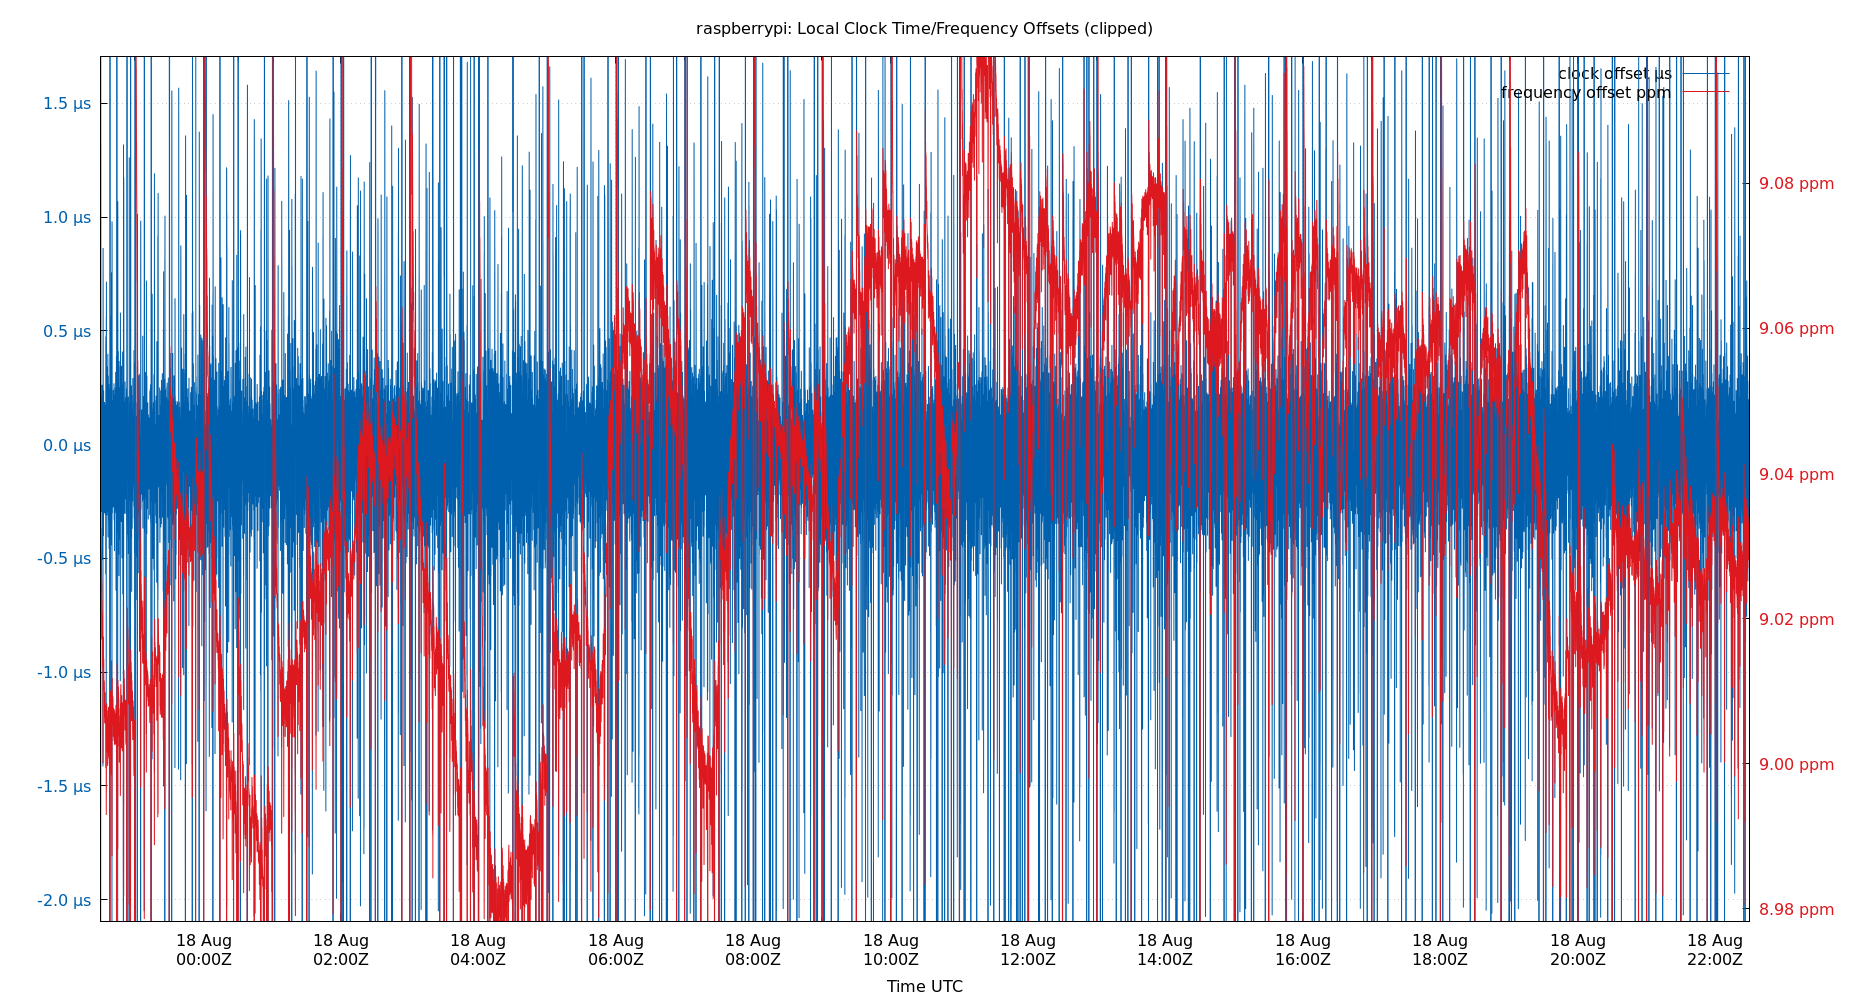 raspberrypi: Local Clock Time/Frequency Offsets (clipped)
clock offset µs
frequency offset ppm
1.5 µs
1.0 µs
0.5 µs
0.0 µs
-0.5 µs
-1.0 µs
-1.5 µs
-2.0 µs
9.08 ppm
9.06 ppm
9.04 ppm
9.02 ppm
9.00 ppm
8.98 ppm
18 Aug 18 Aug 18 Aug 18 Aug 18 Aug 18 Aug 18 Aug 18 Aug 18 Aug 18 Aug 18 Aug 18 Aug
00:00Z 02:00Z 04:00Z 06:00Z 08:00Z 10:00Z 12:00Z 14:00Z 16:00Z 18:00Z 20:00Z 22:00Z
Time UTC